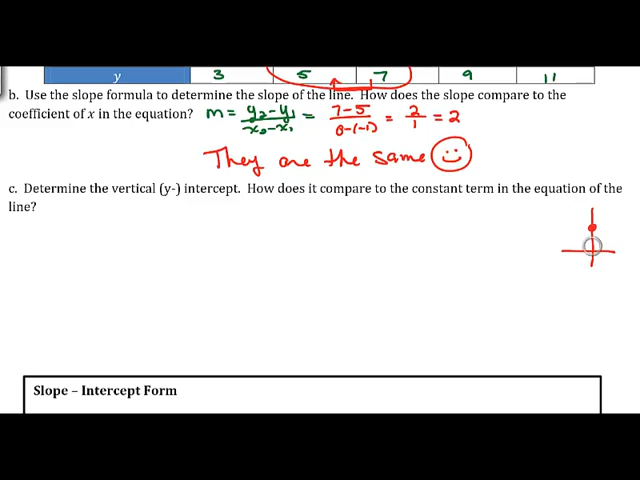 y 3 5 7 9 11
b. Use the slope formula to determine the slope of the line. How does the slope compare to the
coefficient of x in the equation? m = y₂-y₁/x₂-x₁ = 7-5/0-(-1) = 2/1 = 2
They are the same
c. Determine the vertical (y-) intercept. How does it compare to the constant term in the equation of the
line?
Slope – Intercept Form